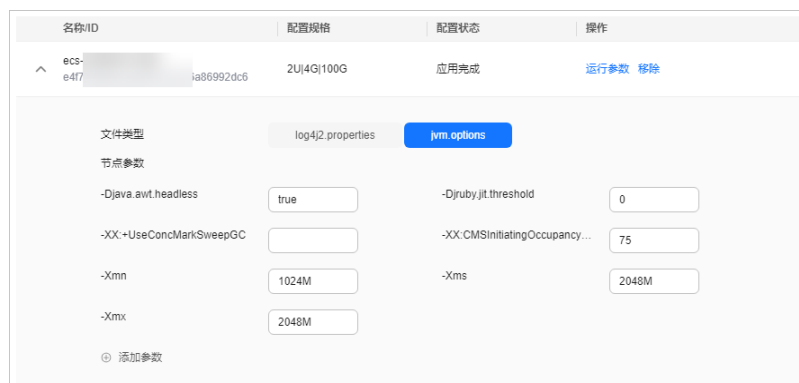 名称/ID 配置规格 配置状态 操作
ecs-
e4f7 a86992dc6 2U|4G|100G 应用完成 运行参数 移除
文件类型 log4j2.properties jvm.options
节点参数
-Djava.awt.headless true -Djruby.jit.threshold 0
-XX:+UseConcMarkSweepGC -XX:CMSInitiatingOccupancy... 75
-Xmn 1024M -Xms 2048M
-Xmx 2048M
添加参数